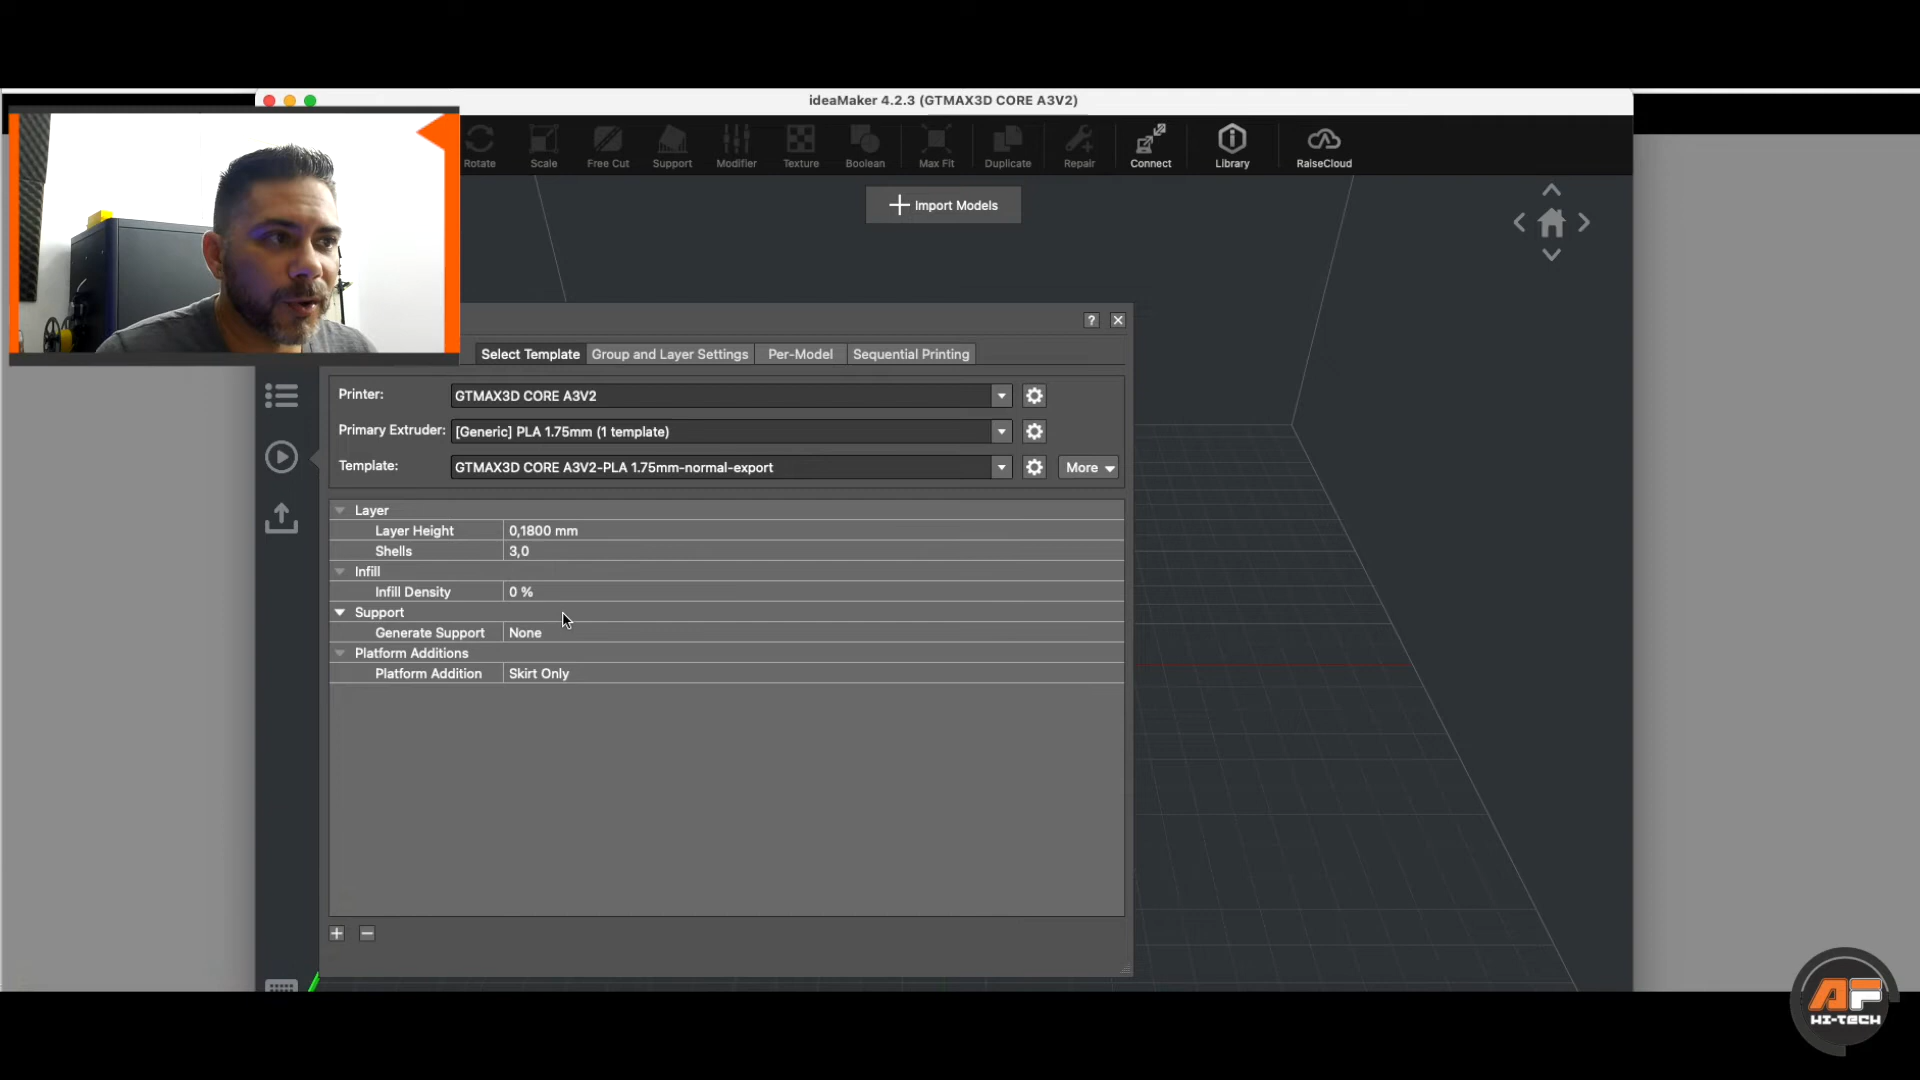 ideaMaker 4.2.3 (GTMAX3D CORE A3V2)
Rotate Scale Free Cut Support Modifier Texture Boolean Max Fit Duplicate Repair Connect Library RaiseCloud
Import Models
?
Select Template Group and Layer Settings Per-Model Sequential Printing
Printer: GTMAX3D CORE A3V2
Primary Extruder: [Generic] PLA 1.75mm (1 template)
Template: GTMAX3D CORE A3V2-PLA 1.75mm-normal-export More
Layer
Layer Height 0,1800 mm
Shells 3,0
Infill
Infill Density 0 %
Support
Generate Support None
Platform Additions
Platform Addition Skirt Only
AF
HI-TECH